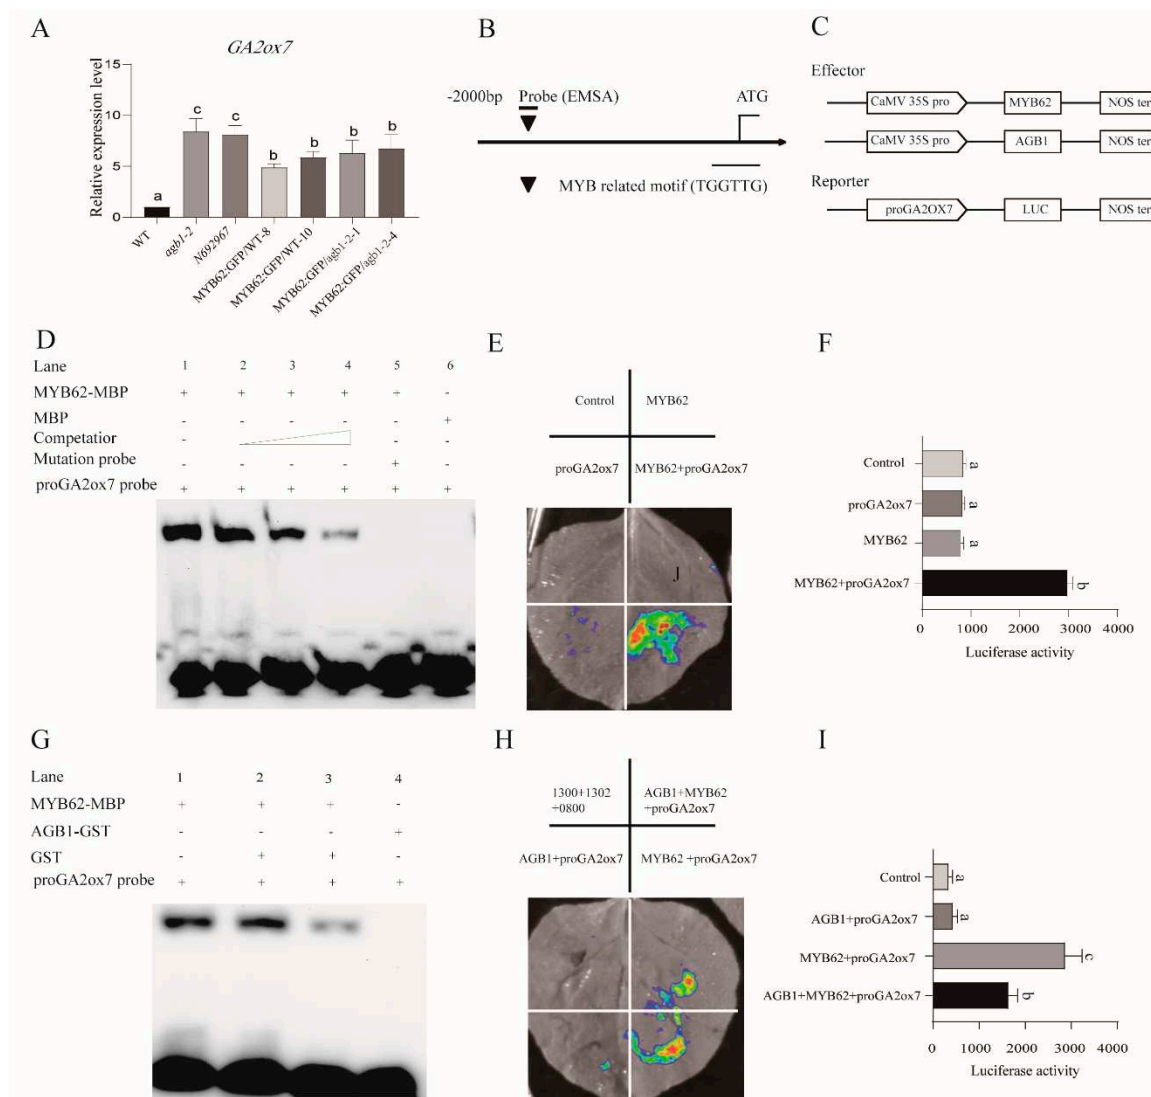 A
GA2ox7
Relative expression level
15
10
5
0
a
c
c
b
b
b
b
WT
agb1-2
N692967
MYB62:GFP/WT-8
MYB62:GFP/WT-10
MYB62:GFP/agb1-2-1
MYB62:GFP/agb1-2-4
B
-2000bp
Probe (EMSA)
ATG
MYB related motif (TGGTTG)
C
Effector
CaMV 35S pro MYB62 NOS ter
CaMV 35S pro AGB1 NOS ter
Reporter
proGA2OX7 LUC NOS ter
D
Lane 1 2 3 4 5 6
MYB62-MBP + + + + + -
MBP - - - - - +
Competatior - - -
Mutation probe - - - - + -
proGA2ox7 probe + + + + + +
E
Control MYB62
proGA2ox7 MYB62+proGA2ox7
J
F
Control a
proGA2ox7 a
MYB62 a
MYB62+proGA2ox7 b
0 1000 2000 3000 4000
Luciferase activity
G
Lane 1 2 3 4
MYB62-MBP + + + -
AGB1-GST - - - +
GST - + + -
proGA2ox7 probe + + + +
H
1300+1302 AGB1+MYB62
+0800 +proGA2ox7
AGB1+proGA2ox7 MYB62 +proGA2ox7
I
Control a
AGB1+proGA2ox7 a
MYB62+proGA2ox7 c
AGB1+MYB62+proGA2ox7 b
0 1000 2000 3000 4000
Luciferase activity